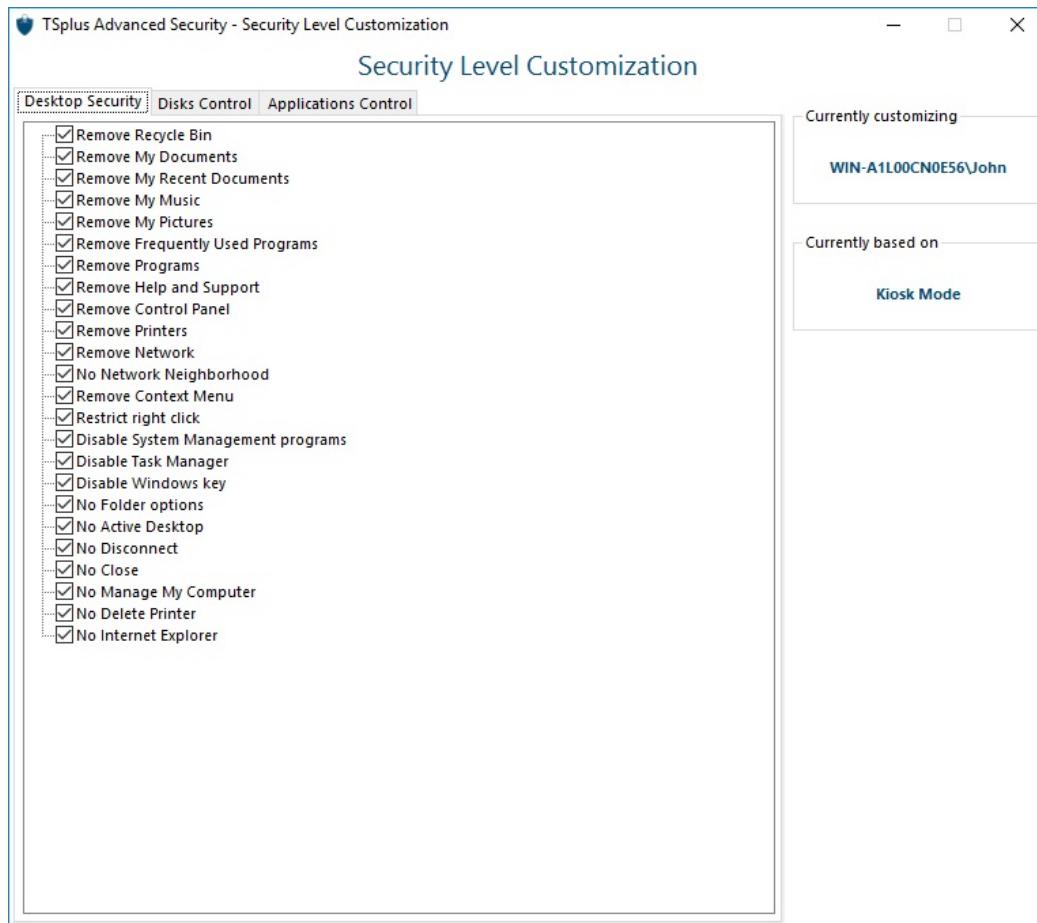 TSplus Advanced Security - Security Level Customization
Security Level Customization
Desktop Security
Disks Control
Applications Control
Remove Recycle Bin
Remove My Documents
Remove My Recent Documents
Remove My Music
Remove My Pictures
Remove Frequently Used Programs
Remove Programs
Remove Help and Support
Remove Control Panel
Remove Printers
Remove Network
No Network Neighborhood
Remove Context Menu
Restrict right click
Disable System Management programs
Disable Task Manager
Disable Windows key
No Folder options
No Active Desktop
No Disconnect
No Close
No Manage My Computer
No Delete Printer
No Internet Explorer
Currently customizing
WIN-A1L00CN0E56\John
Currently based on
Kiosk Mode